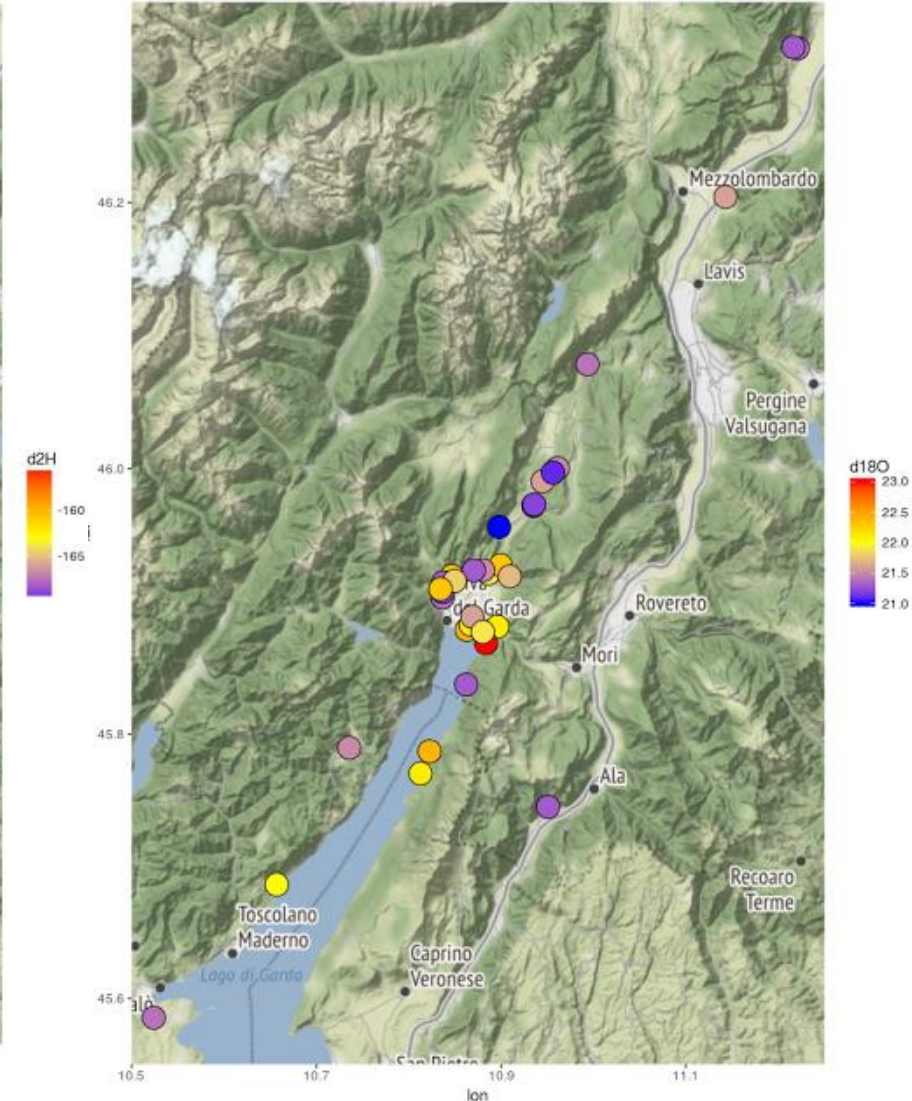 Mezzolombardo
46.2
Lavis
Pergine
Valsugana
d2H
46.0
d18O
23.0
-160
22.5
22.0
-165
21.5
21.0
del Garda
Rovereto
Mori
45.8
Ala
Recoaro
Terme
Toscolano
Maderno
Caprino
Veronese
Lago di Garda
45.6
10.5
10.7
10.9
11.1
lon